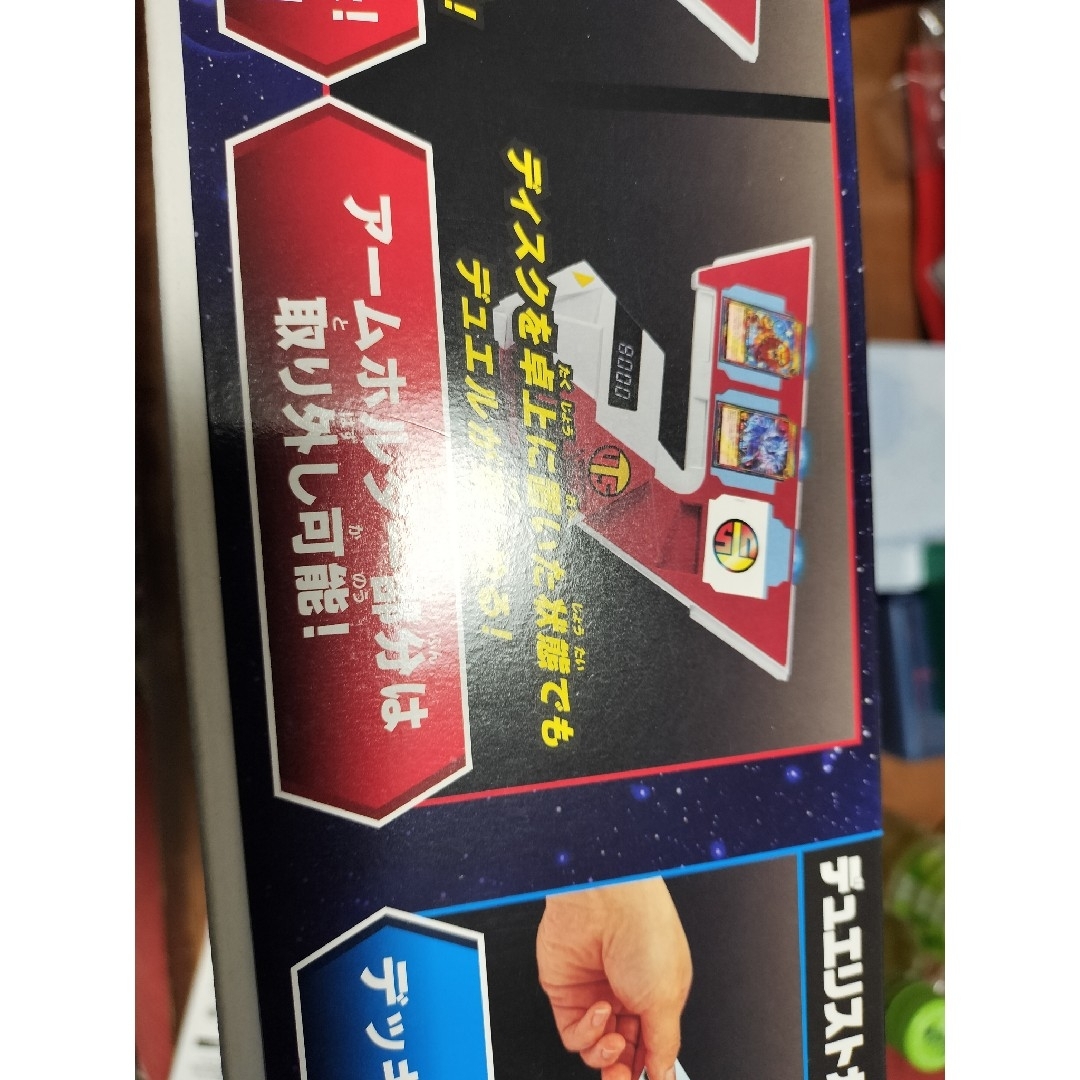 ディスクを卓上に置いた状態でも
デュエルが
る!
アームホルダー部分は
取り外し可能!
8000
デュエリスト
デッキ